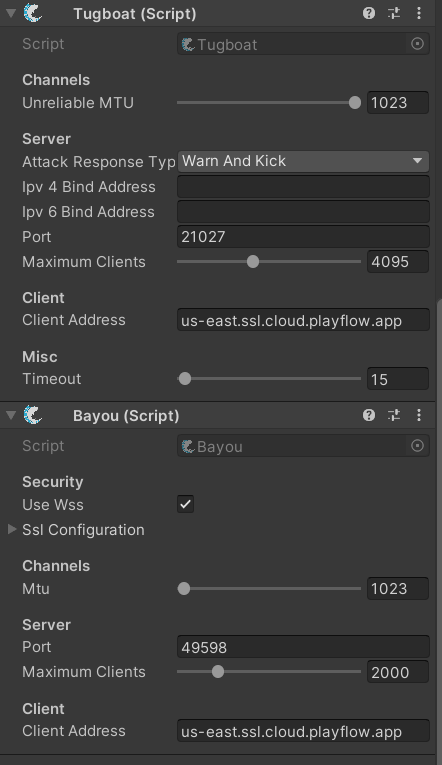 Tugboat (Script)
Script Tugboat
Channels
Unreliable MTU 1023
Server
Attack Response Typ Warn And Kick
Ipv 4 Bind Address
Ipv 6 Bind Address
Port 21027
Maximum Clients 4095
Client
Client Address us-east.ssl.cloud.playflow.app
Misc
Timeout 15
Bayou (Script)
Script Bayou
Security
Use Wss
Ssl Configuration
Channels
Mtu 1023
Server
Port 49598
Maximum Clients 2000
Client
Client Address us-east.ssl.cloud.playflow.app